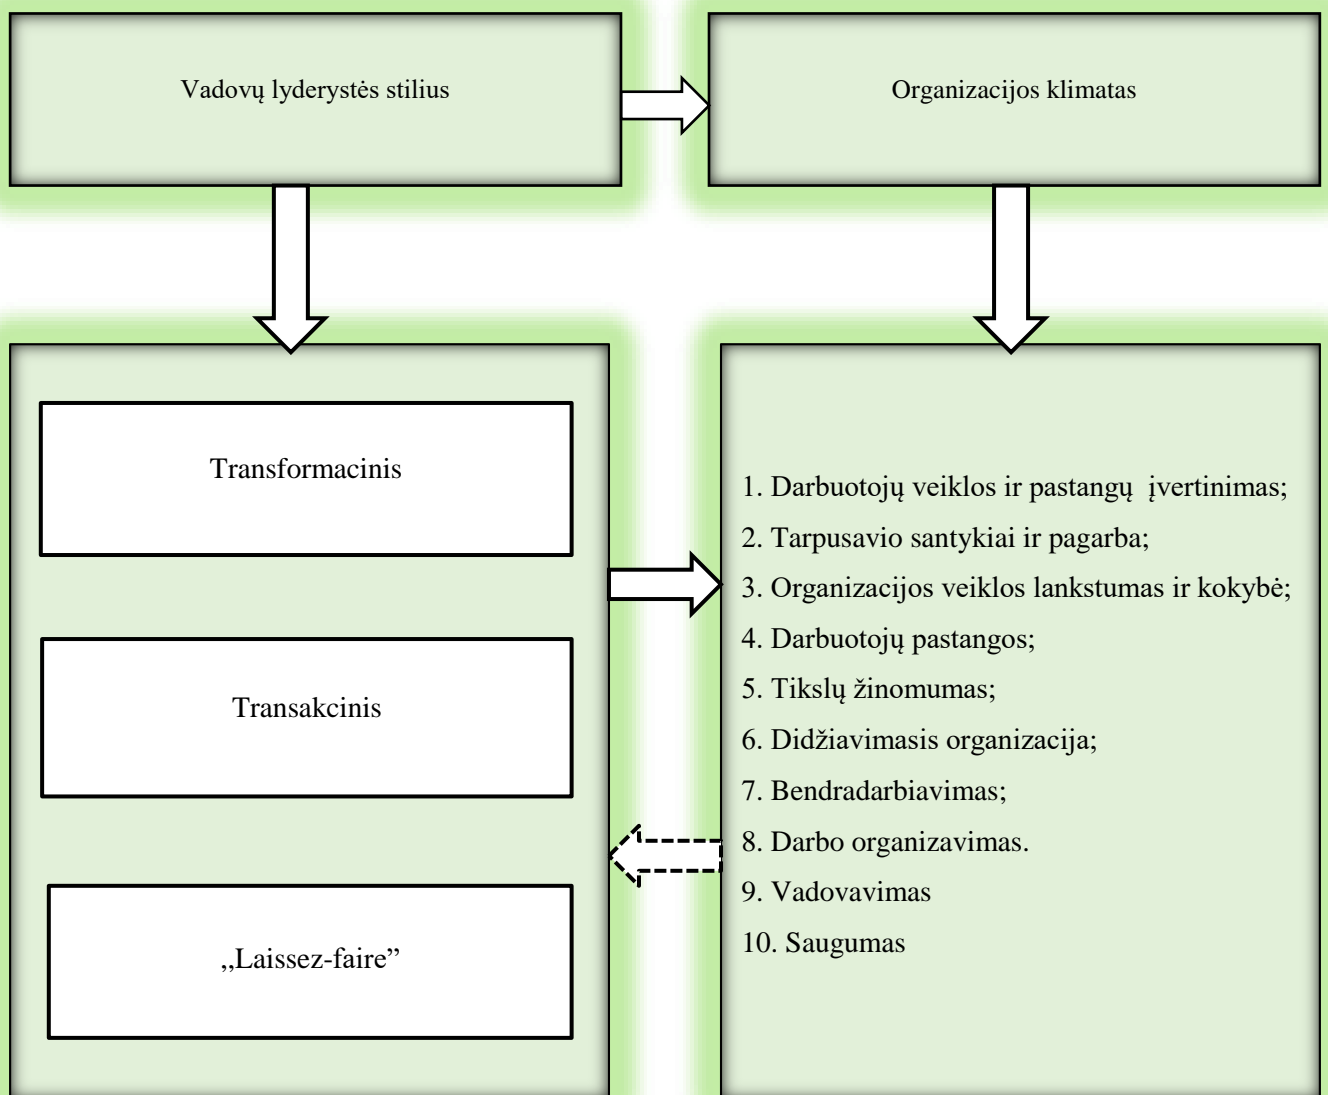 Vadovų lyderystės stilius
Organizacijos klimatas
Transformacinis
Transakcinis
„Laissez-faire”
1. Darbuotojų veiklos ir pastangų įvertinimas;
2. Tarpusavio santykiai ir pagarba;
3. Organizacijos veiklos lankstumas ir kokybė;
4. Darbuotojų pastangos;
5. Tikslų žinomumas;
6. Didžiavimasis organizacija;
7. Bendradarbiavimas;
8. Darbo organizavimas.
9. Vadovavimas
10. Saugumas